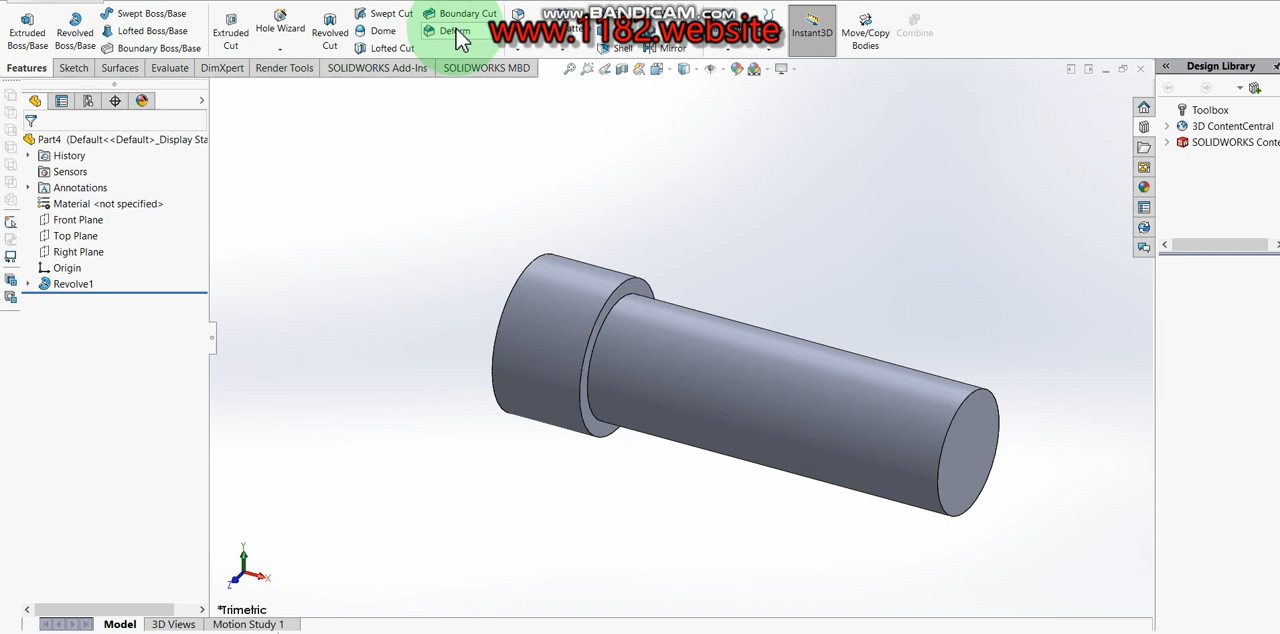 Extruded Boss/Base
Revolved Boss/Base
Swept Boss/Base
Lofted Boss/Base
Boundary Boss/Base
Extruded Cut
Hole Wizard
Revolved Cut
Swept Cut
Dome
Lofted Cut
Boundary Cut
Deform
Shell
Mirror
Instant3D
Move/Copy Bodies
Combine
www.BANDICAM.com
www.1182.website
Features Sketch Surfaces Evaluate DimXpert Render Tools SOLIDWORKS Add-Ins SOLIDWORKS MBD
Design Library
Toolbox
3D ContentCentral
SOLIDWORKS Conte
Part4 (Default<<Default>_Display Sta
History
Sensors
Annotations
Material <not specified>
Front Plane
Top Plane
Right Plane
Origin
Revolve1
Y
X
Z
*Trimetric
Model 3D Views Motion Study 1